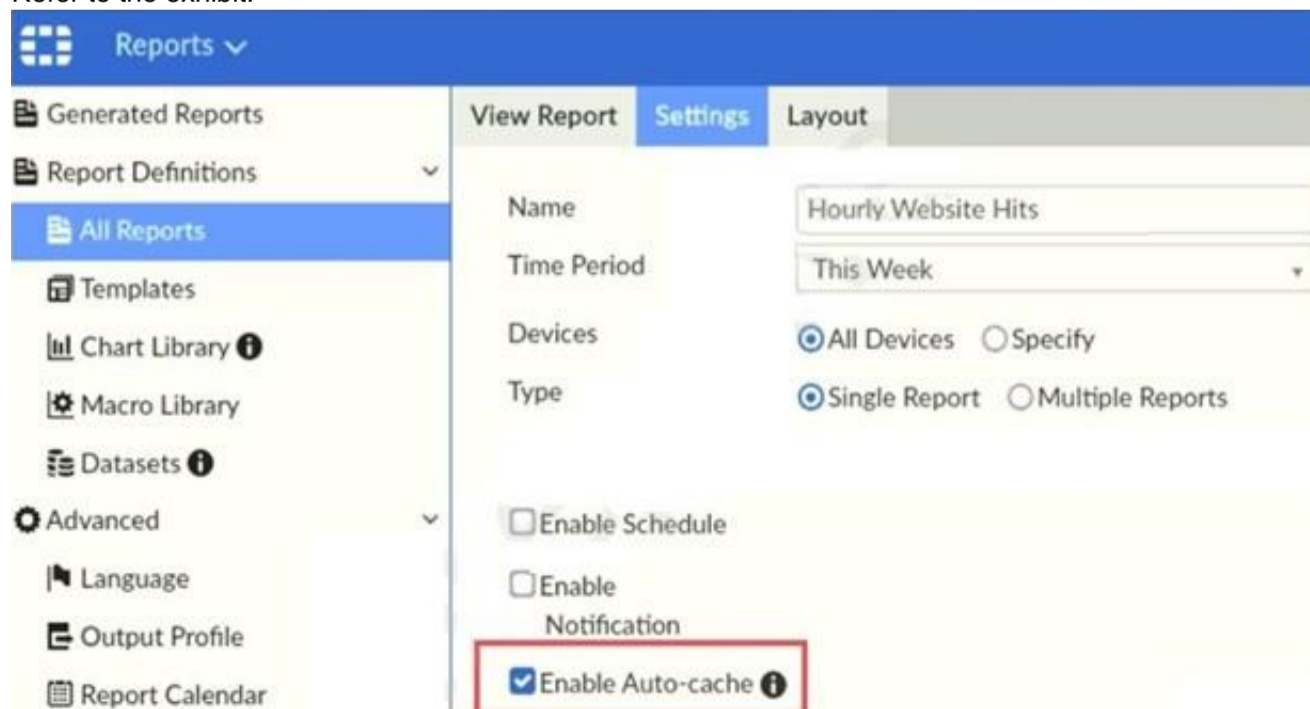 Refer to the exhibit.
Reports
Generated Reports
Report Definitions
All Reports
Templates
Chart Library
Macro Library
Datasets
Advanced
Language
Output Profile
Report Calendar
View Report Settings Layout
Name Hourly Website Hits
Time Period This Week
Devices All Devices Specify
Type Single Report Multiple Reports
Enable Schedule
Enable
Notification
Enable Auto-cache